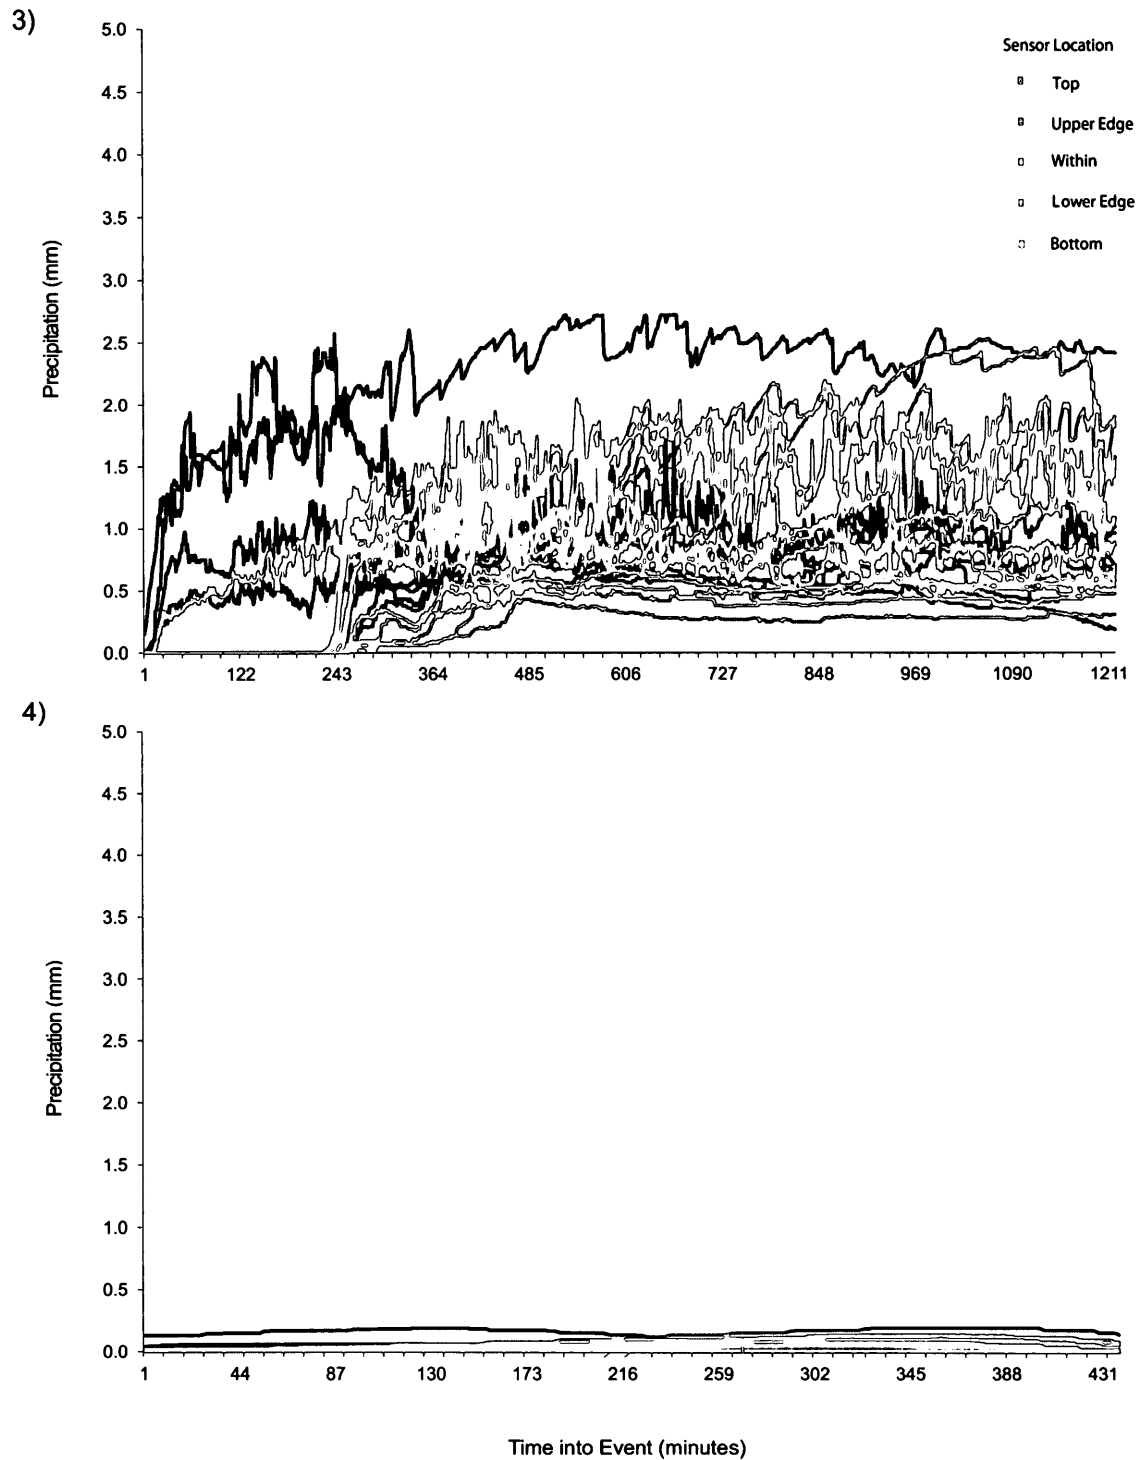 3)
5.0
4.5
4.0
3.5
3.0
2.5
2.0
1.5
1.0
0.5
0.0
Precipitation (mm)
Sensor Location
Top
Upper Edge
Within
Lower Edge
Bottom
1 122 243 364 485 606 727 848 969 1090 1211
4)
5.0
4.5
4.0
3.5
3.0
2.5
2.0
1.5
1.0
0.5
0.0
Precipitation (mm)
1 44 87 130 173 216 259 302 345 388 431
Time into Event (minutes)